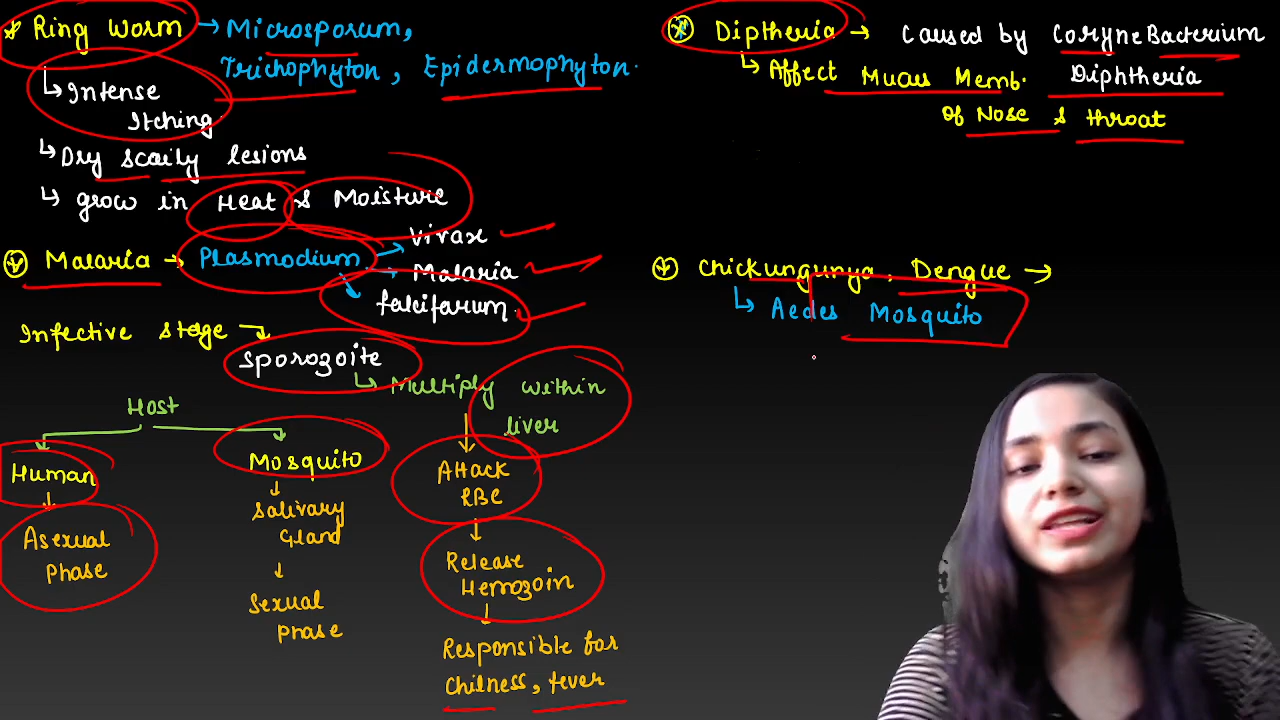 * Ring Worm → Microsporum,
Trichophyton, Epidermophyton.
↳ Intense
Itching.
↳ Dry scaily lesions
↳ grow in Heat & Moisture
iv Malaria → Plasmodium → Vivax
→ Malaria
falcifarum.
Infective stage
Sporozoite
↳ Multiply within
liver
Host
Human
Mosquito
Attack
RBC
Asexual
Phase
Salivary
Gland
↓
Sexual
Phase
Release
Hemozoin
Responsible for
Chilness, fever
* Diptheria → Caused by CoryneBacterium
Diphtheria
↳ Affect Mucus Memb.
of Nose & throat
Chickungunya, Dengue →
↳ Aedes Mosquito